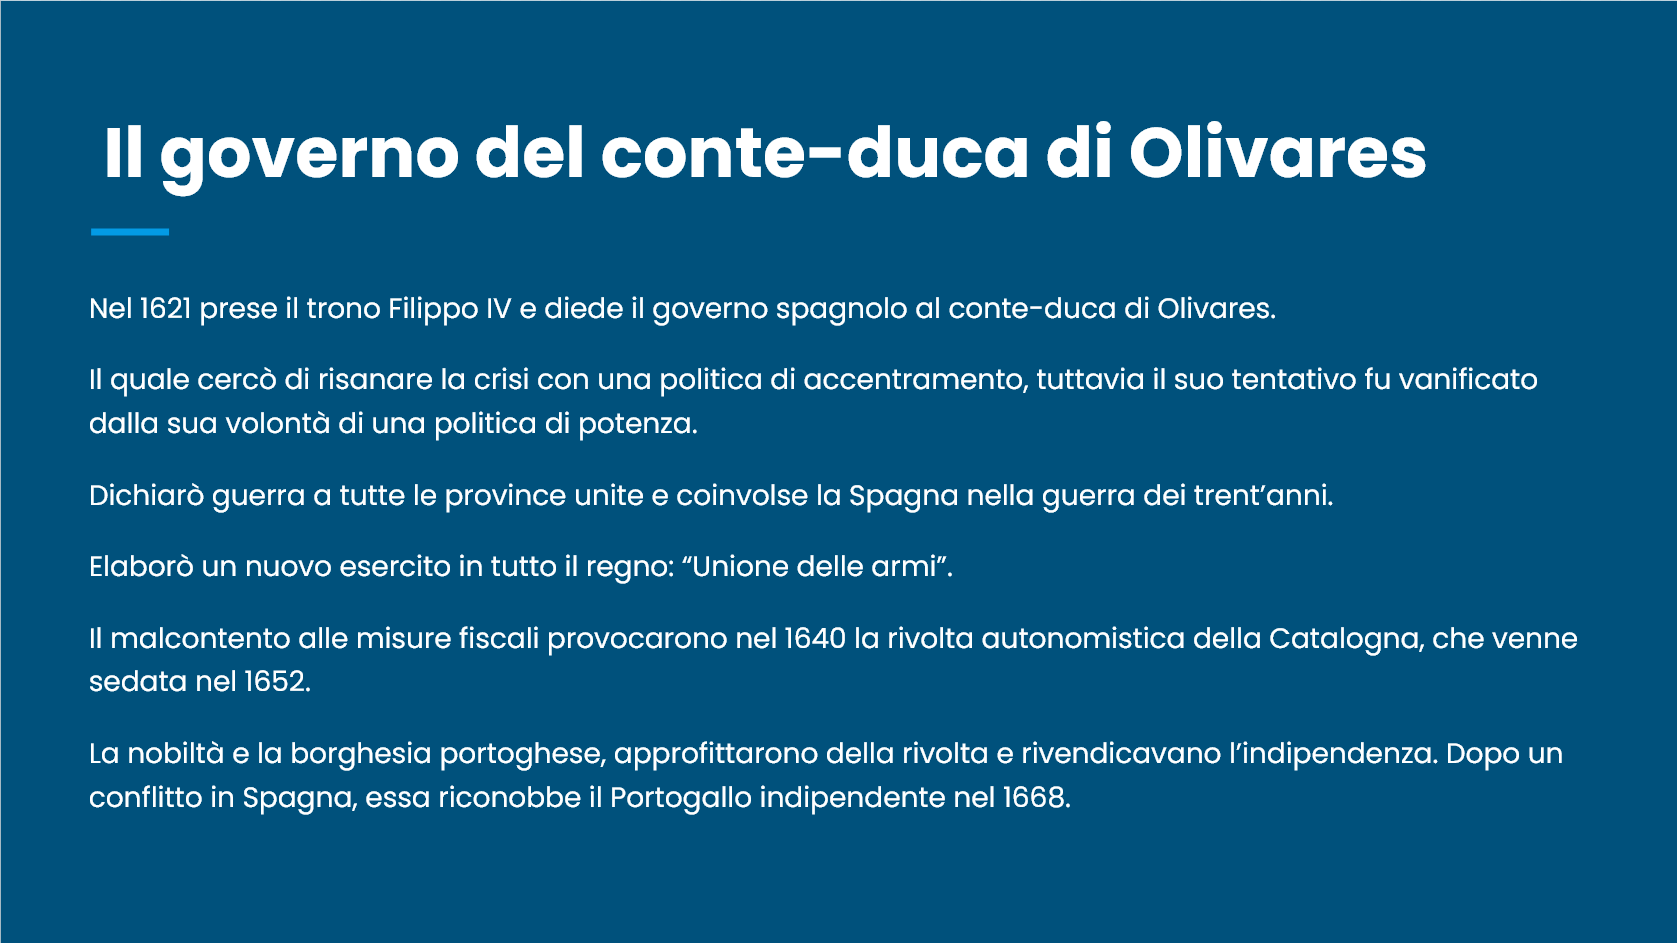 Il governo del conte-duca di Olivares
Nel 1621 prese il trono Filippo IV e diede il governo spagnolo al conte-duca di Olivares.
Il quale cercò di risanare la crisi con una politica di accentramento, tuttavia il suo tentativo fu vanificato
dalla sua volontà di una politica di potenza.
Dichiarò guerra a tutte le province unite e coinvolse la Spagna nella guerra dei trent’anni.
Elaborò un nuovo esercito in tutto il regno: “Unione delle armi”.
Il malcontento alle misure fiscali provocarono nel 1640 la rivolta autonomistica della Catalogna, che venne
sedata nel 1652.
La nobiltà e la borghesia portoghese, approfittarono della rivolta e rivendicavano l’indipendenza. Dopo un
conflitto in Spagna, essa riconobbe il Portogallo indipendente nel 1668.